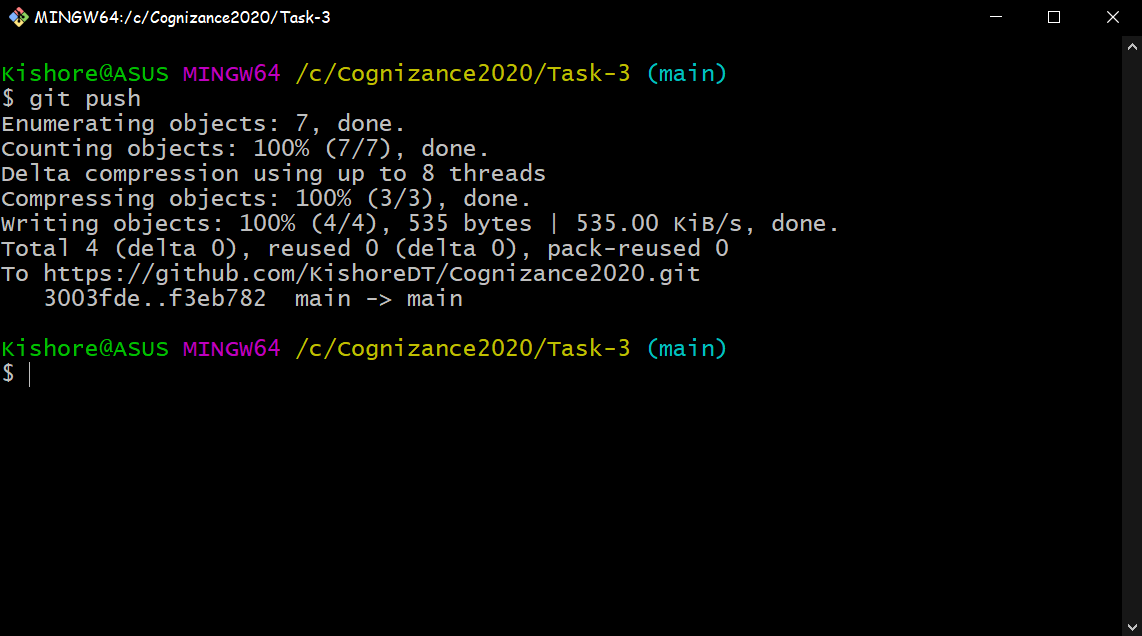 MINGW64:/c/Cognizance2020/Task-3
Kishore@ASUS MINGW64 /c/Cognizance2020/Task-3 (main)
$ git push
Enumerating objects: 7, done.
Counting objects: 100% (7/7), done.
Delta compression using up to 8 threads
Compressing objects: 100% (3/3), done.
Writing objects: 100% (4/4), 535 bytes | 535.00 KiB/s, done.
Total 4 (delta 0), reused 0 (delta 0), pack-reused 0
To https://github.com/KishoreDT/Cognizance2020.git
   3003fde..f3eb782  main -> main
Kishore@ASUS MINGW64 /c/Cognizance2020/Task-3 (main)
$